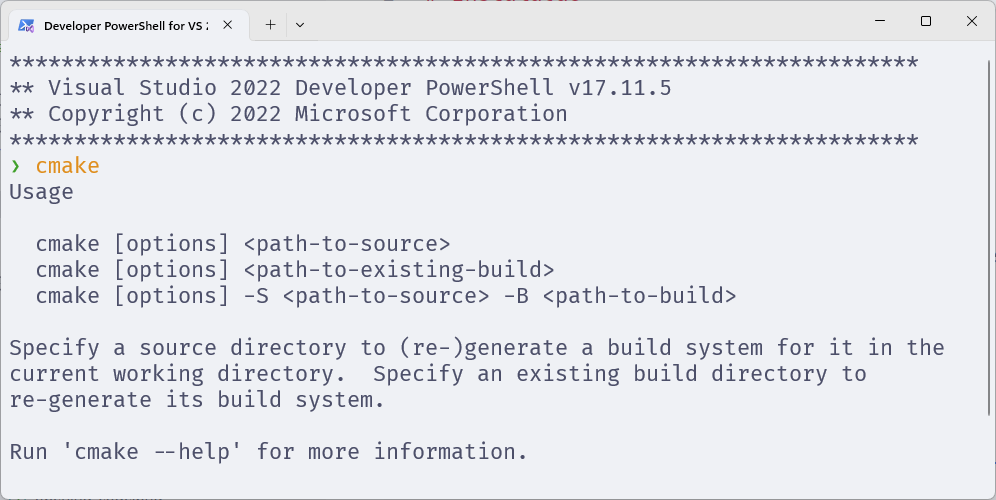 Developer PowerShell for VS 2
**********************************************************************
** Visual Studio 2022 Developer PowerShell v17.11.5
** Copyright (c) 2022 Microsoft Corporation
**********************************************************************
❯ cmake
Usage
cmake [options] <path-to-source>
cmake [options] <path-to-existing-build>
cmake [options] -S <path-to-source> -B <path-to-build>
Specify a source directory to (re-)generate a build system for it in the
current working directory.  Specify an existing build directory to
re-generate its build system.
Run 'cmake --help' for more information.